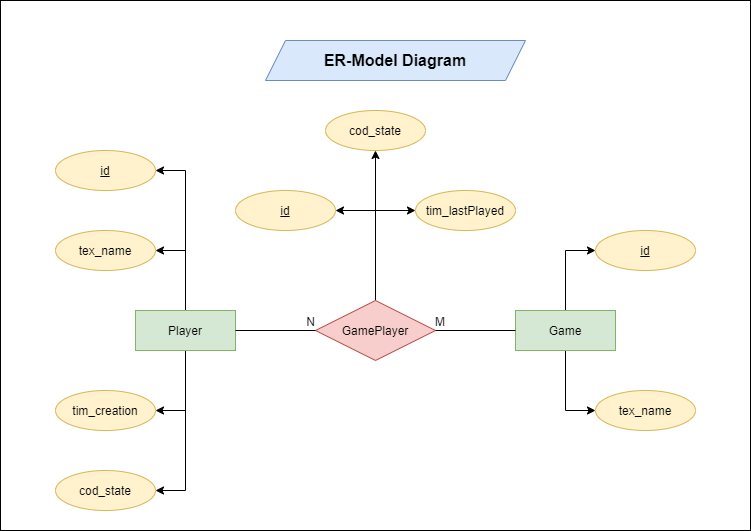 ER-Model Diagram
cod_state
id
id
tim_lastPlayed
tex_name
id
Player
N
GamePlayer
M
Game
tim_creation
tex_name
cod_state